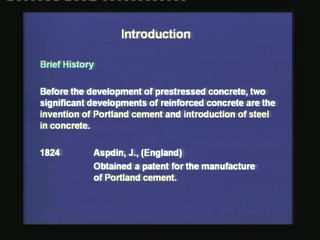 Introduction
Brief History
Before the development of prestressed concrete, two
significant developments of reinforced concrete are the
invention of Portland cement and introduction of steel
in concrete.
1824 Aspdin, J., (England)
Obtained a patent for the manufacture
of Portland cement.